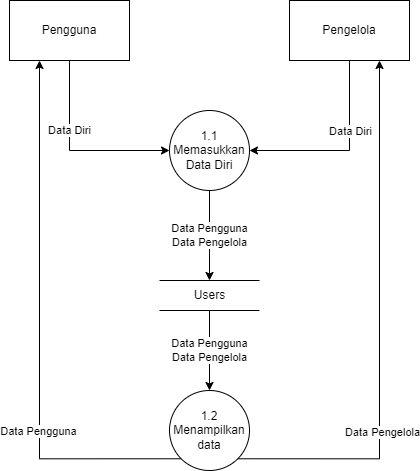 Pengguna
Pengelola
Data Diri
Data Diri
1.1
Memasukkan
Data Diri
Data Pengguna
Data Pengelola
Users
Data Pengguna
Data Pengelola
1.2
Menampilkan
data
Data Pengguna
Data Pengelola